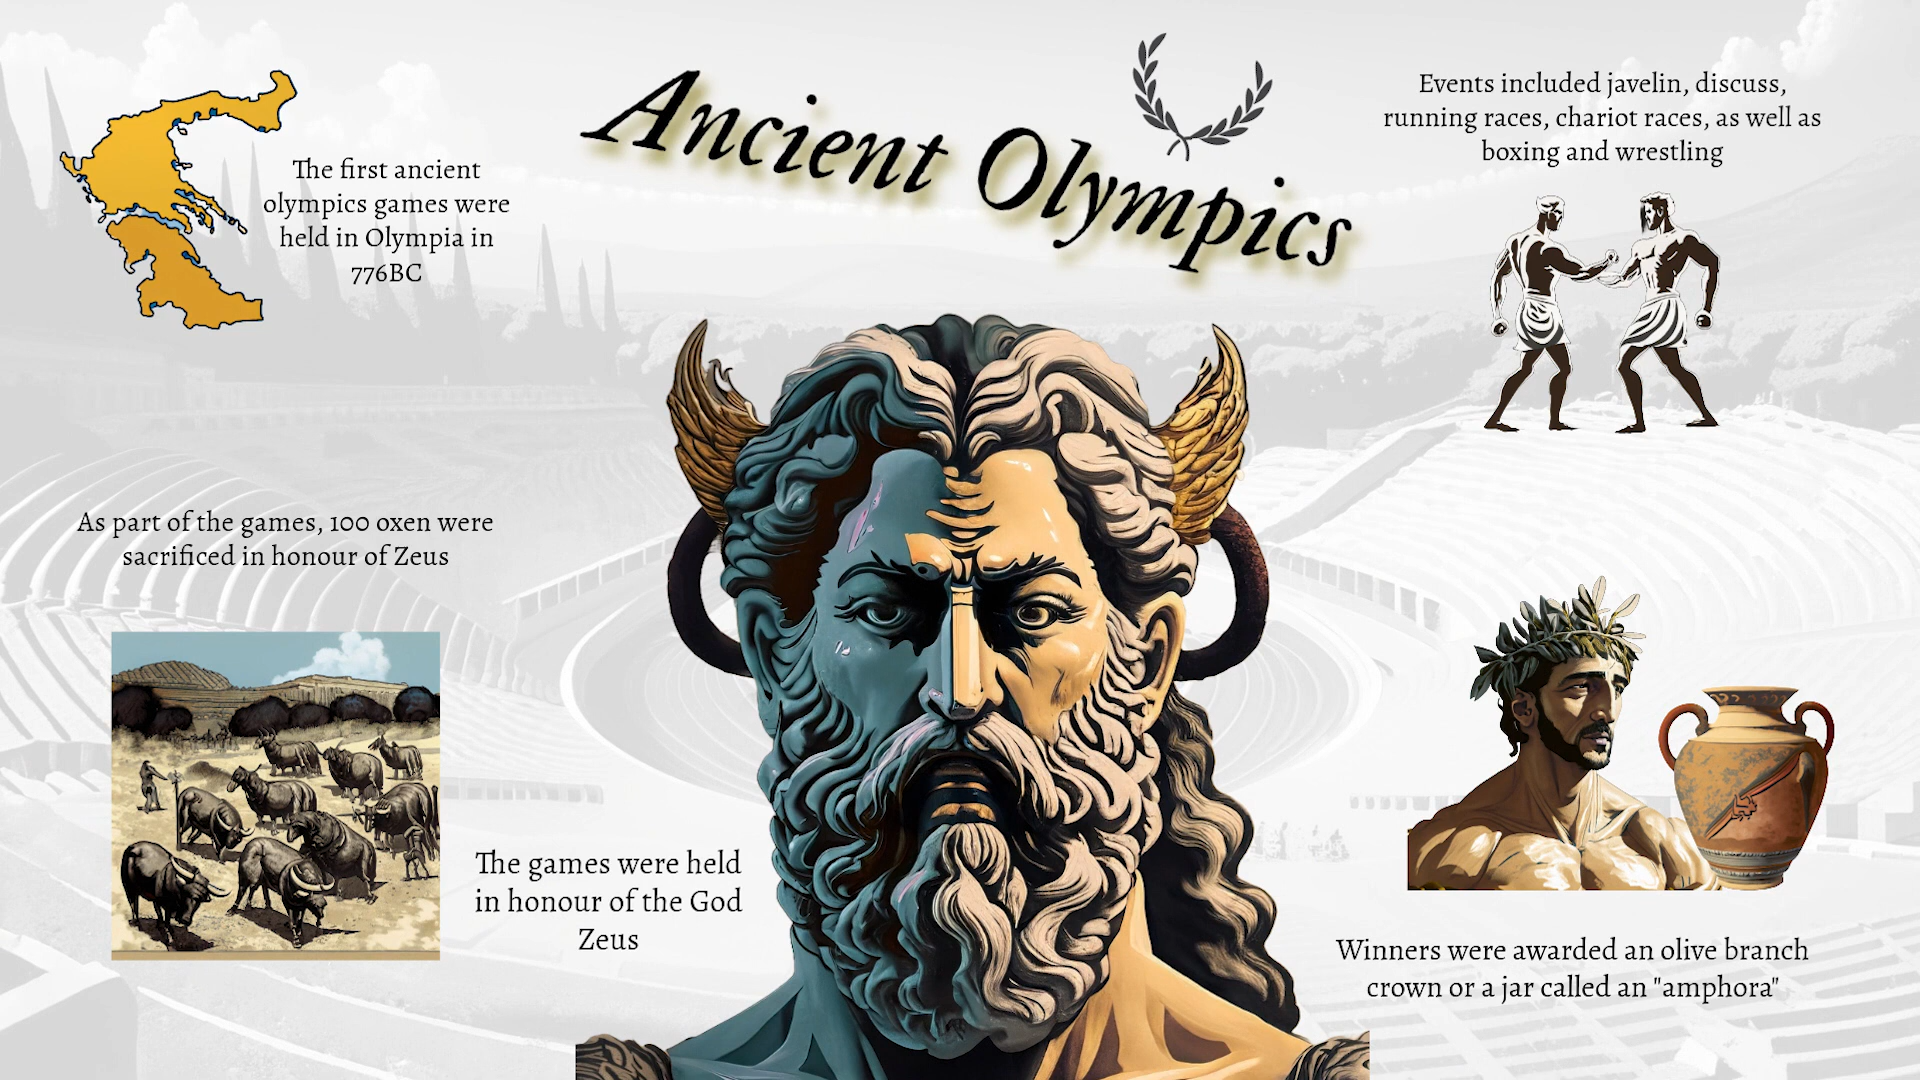 Ancient Olympics
The first ancient
olympics games were
held in Olympia in
776BC
Events included javelin, discuss,
running races, chariot races, as well as
boxing and wrestling
As part of the games, 100 oxen were
sacrificed in honour of Zeus
The games were held
in honour of the God
Zeus
Winners were awarded an olive branch
crown or a jar called an "amphora"